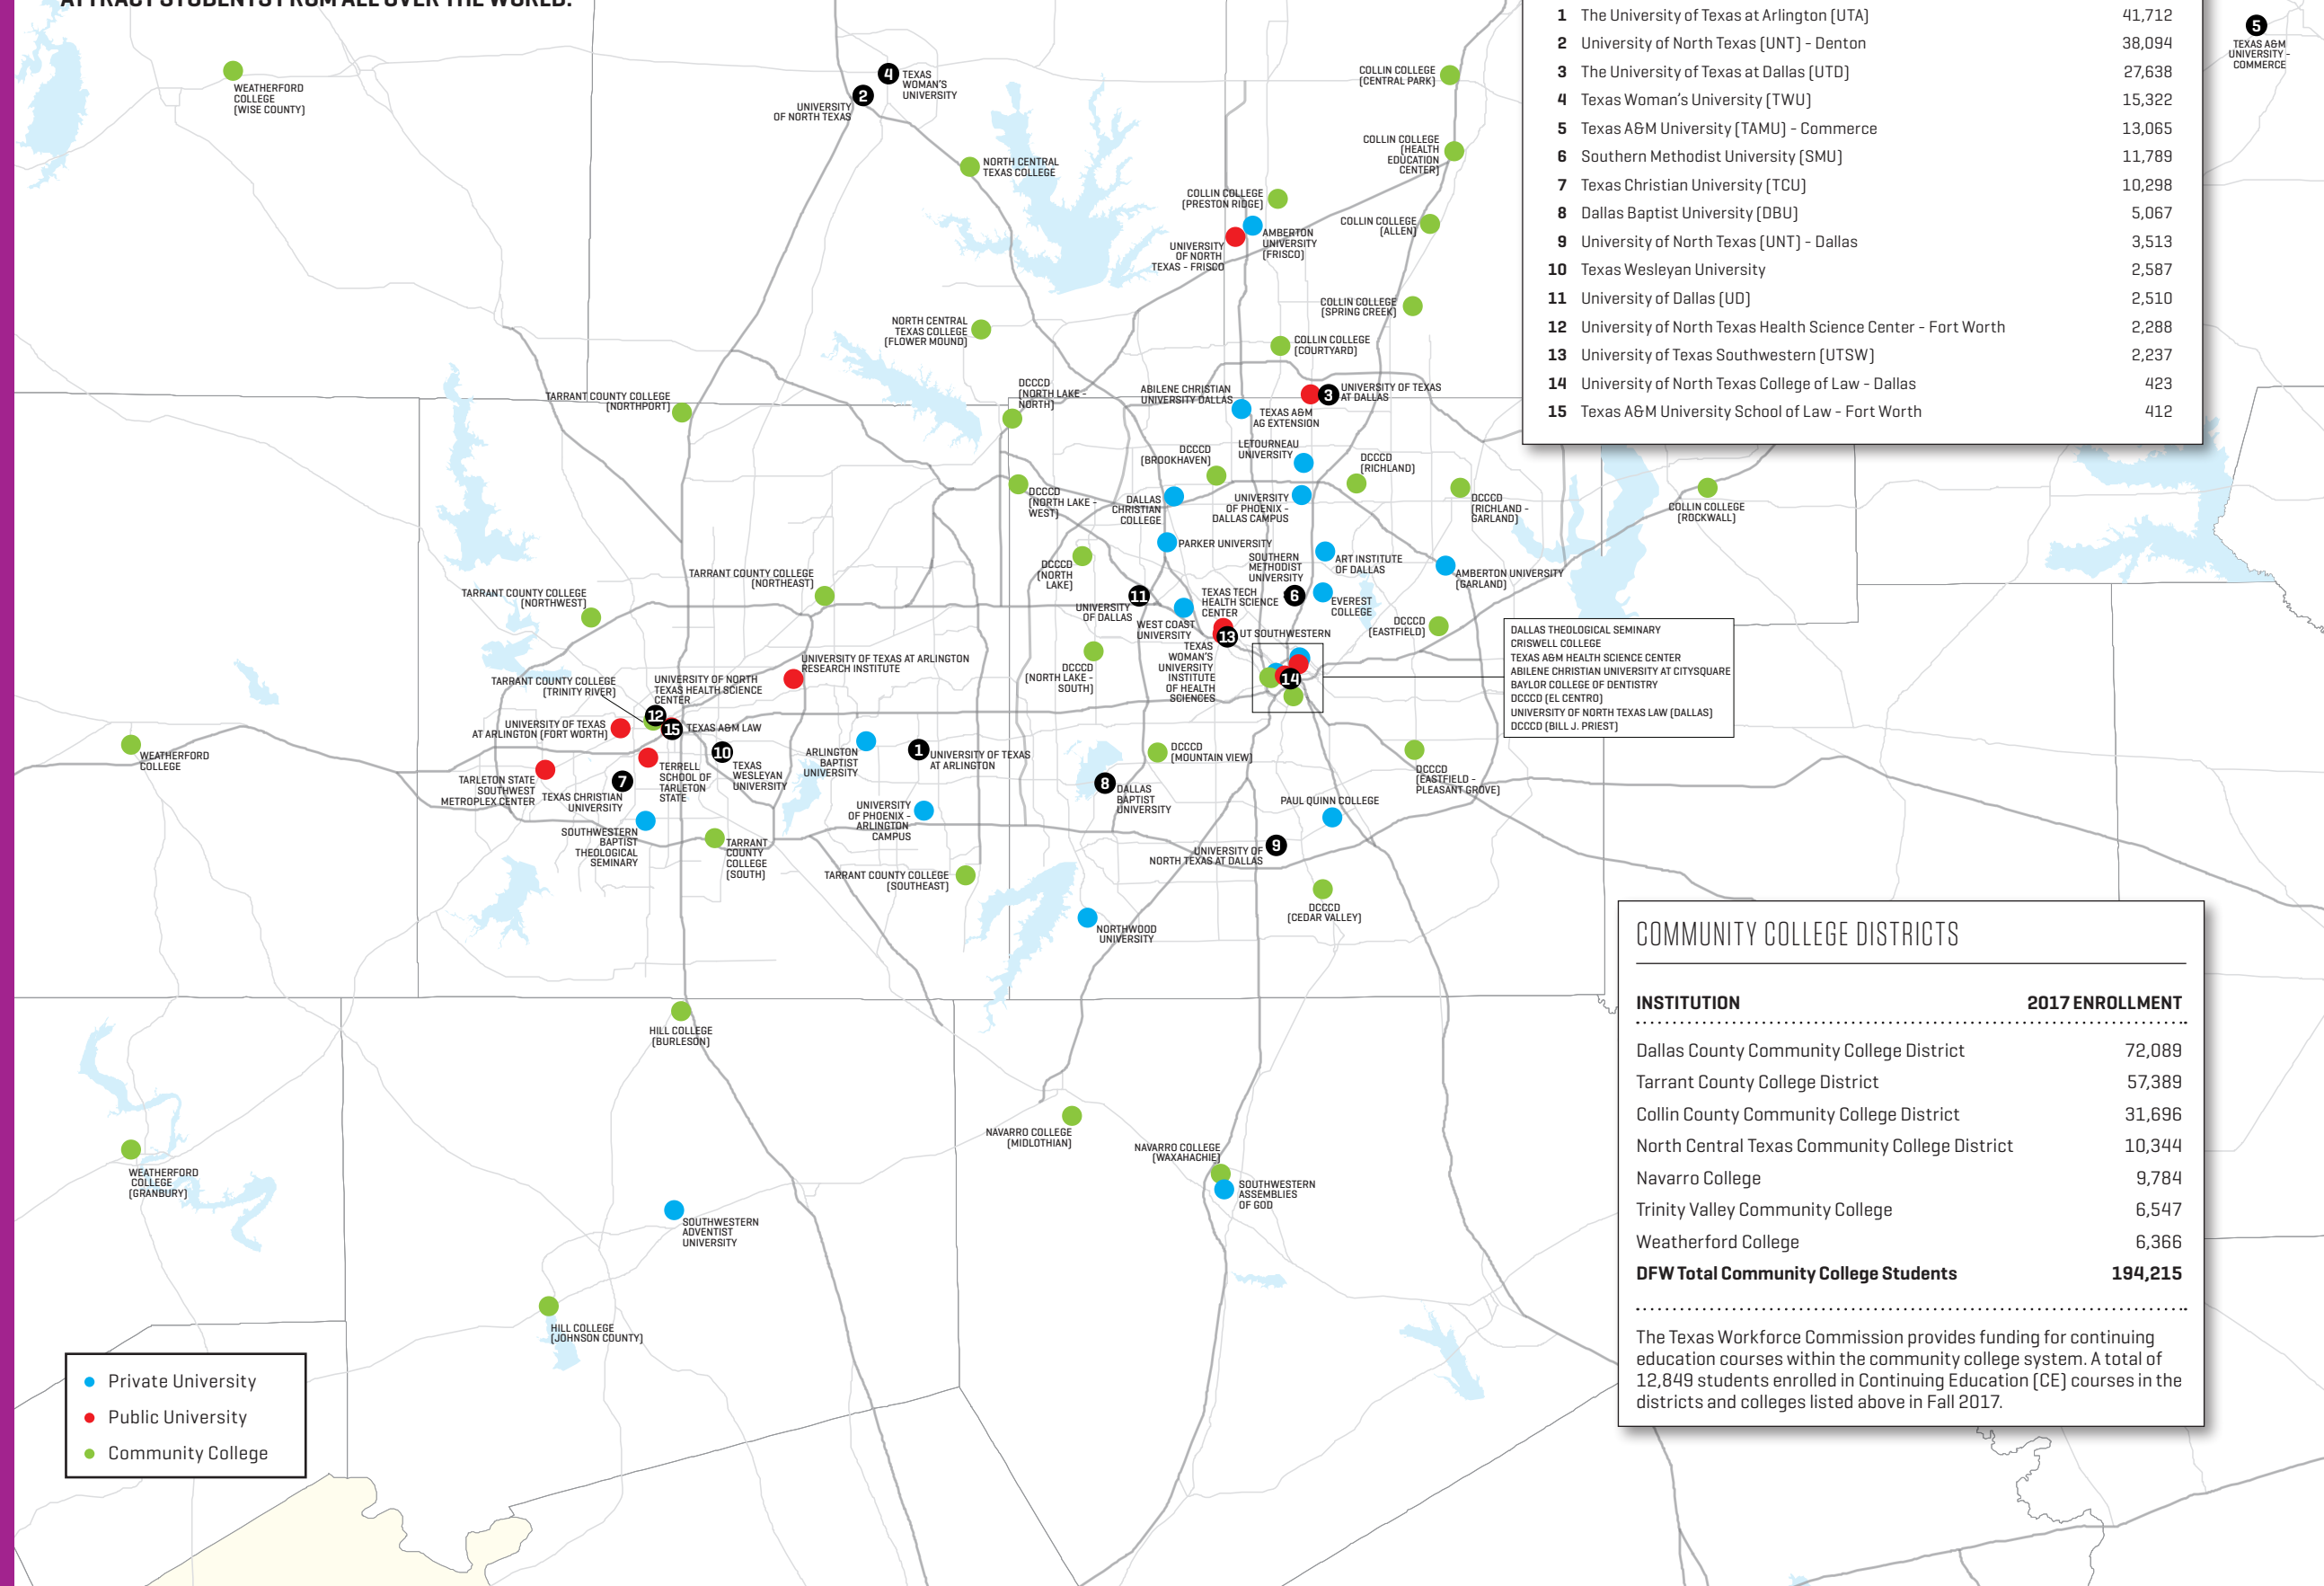 ATTRACT STUDENTS FROM ALL OVER THE WORLD.
1 The University of Texas at Arlington (UTA) 41,712
2 University of North Texas (UNT) - Denton 38,094
3 The University of Texas at Dallas (UTD) 27,638
4 Texas Woman's University (TWU) 15,322
5 Texas A&M University (TAMU) - Commerce 13,065
6 Southern Methodist University (SMU) 11,789
7 Texas Christian University (TCU) 10,298
8 Dallas Baptist University (DBU) 5,067
9 University of North Texas (UNT) - Dallas 3,513
10 Texas Wesleyan University 2,587
11 University of Dallas (UD) 2,510
12 University of North Texas Health Science Center - Fort Worth 2,288
13 University of Texas Southwestern (UTSW) 2,237
14 University of North Texas College of Law - Dallas 423
15 Texas A&M University School of Law - Fort Worth 412
5
TEXAS A&M
UNIVERSITY -
COMMERCE
WEATHERFORD
COLLEGE
(WISE COUNTY)
4
TEXAS
WOMAN'S
UNIVERSITY
2
UNIVERSITY
OF NORTH TEXAS
NORTH CENTRAL
TEXAS COLLEGE
COLLIN COLLEGE
(CENTRAL PARK)
COLLIN COLLEGE
(HEALTH
EDUCATION
CENTER)
COLLIN COLLEGE
(PRESTON RIDGE)
COLLIN COLLEGE
(ALLEN)
AMBERTON
UNIVERSITY
(FRISCO)
UNIVERSITY
OF NORTH
TEXAS - FRISCO
COLLIN COLLEGE
(SPRING CREEK)
NORTH CENTRAL
TEXAS COLLEGE
(FLOWER MOUND)
COLLIN COLLEGE
(COURTYARD)
TARRANT COUNTY COLLEGE
(NORTHPORT)
DCCCD
(NORTH LAKE -
NORTH)
ABILENE CHRISTIAN
UNIVERSITY DALLAS
3
UNIVERSITY OF TEXAS
AT DALLAS
TEXAS A&M
AG EXTENSION
LETOURNEAU
UNIVERSITY
DCCCD
(BROOKHAVEN)
DCCCD
(RICHLAND)
DCCCD
(NORTH LAKE -
WEST)
DALLAS
CHRISTIAN
COLLEGE
UNIVERSITY
OF PHOENIX -
DALLAS CAMPUS
DCCCD
(RICHLAND -
GARLAND)
COLLIN COLLEGE
(ROCKWALL)
PARKER UNIVERSITY
SOUTHERN
METHODIST
UNIVERSITY
6
ART INSTITUTE
OF DALLAS
AMBERTON UNIVERSITY
(GARLAND)
DCCCD
(NORTH
LAKE)
TARRANT COUNTY COLLEGE
(NORTHEAST)
TARRANT COUNTY COLLEGE
(NORTHWEST)
11
UNIVERSITY
OF DALLAS
TEXAS TECH
HEALTH SCIENCE
CENTER
EVEREST
COLLEGE
WEST COAST
UNIVERSITY
13
UT SOUTHWESTERN
DCCCD
(EASTFIELD)
TEXAS
WOMAN'S
UNIVERSITY
INSTITUTE
OF HEALTH
SCIENCES
DCCCD
(NORTH LAKE -
SOUTH)
14
DALLAS THEOLOGICAL SEMINARY
CRISWELL COLLEGE
TEXAS A&M HEALTH SCIENCE CENTER
ABILENE CHRISTIAN UNIVERSITY AT CITYSQUARE
BAYLOR COLLEGE OF DENTISTRY
DCCCD (EL CENTRO)
UNIVERSITY OF NORTH TEXAS LAW (DALLAS)
DCCCD (BILL J. PRIEST)
UNIVERSITY OF TEXAS AT ARLINGTON
RESEARCH INSTITUTE
TARRANT COUNTY COLLEGE
(TRINITY RIVER)
UNIVERSITY OF NORTH
TEXAS HEALTH SCIENCE
CENTER
12
15
TEXAS A&M LAW
UNIVERSITY OF TEXAS
AT ARLINGTON (FORT WORTH)
10
TEXAS
WESLEYAN
UNIVERSITY
WEATHERFORD
COLLEGE
TARLETON STATE
SOUTHWEST
METROPLEX CENTER
7
TEXAS CHRISTIAN
UNIVERSITY
TERRELL
SCHOOL OF
TARLETON
STATE
ARLINGTON
BAPTIST
UNIVERSITY
1
UNIVERSITY OF TEXAS
AT ARLINGTON
8
DALLAS
BAPTIST
UNIVERSITY
DCCCD
(MOUNTAIN VIEW)
DCCCD
(EASTFIELD -
PLEASANT GROVE)
PAUL QUINN COLLEGE
UNIVERSITY
OF PHOENIX -
ARLINGTON
CAMPUS
SOUTHWESTERN
BAPTIST
THEOLOGICAL
SEMINARY
TARRANT
COUNTY
COLLEGE
(SOUTH)
9
UNIVERSITY OF
NORTH TEXAS AT DALLAS
TARRANT COUNTY COLLEGE
(SOUTHEAST)
DCCCD
(CEDAR VALLEY)
NORTHWOOD
UNIVERSITY
HILL COLLEGE
(BURLESON)
NAVARRO COLLEGE
(MIDLOTHIAN)
NAVARRO COLLEGE
(WAXAHACHIE)
SOUTHWESTERN
ASSEMBLIES
OF GOD
WEATHERFORD
COLLEGE
(GRANBURY)
SOUTHWESTERN
ADVENTIST
UNIVERSITY
HILL COLLEGE
(JOHNSON COUNTY)
COMMUNITY COLLEGE DISTRICTS
INSTITUTION 2017 ENROLLMENT
Dallas County Community College District 72,089
Tarrant County College District 57,389
Collin County Community College District 31,696
North Central Texas Community College District 10,344
Navarro College 9,784
Trinity Valley Community College 6,547
Weatherford College 6,366
DFW Total Community College Students 194,215
The Texas Workforce Commission provides funding for continuing
education courses within the community college system. A total of
12,849 students enrolled in Continuing Education (CE) courses in the
districts and colleges listed above in Fall 2017.
Private University
Public University
Community College